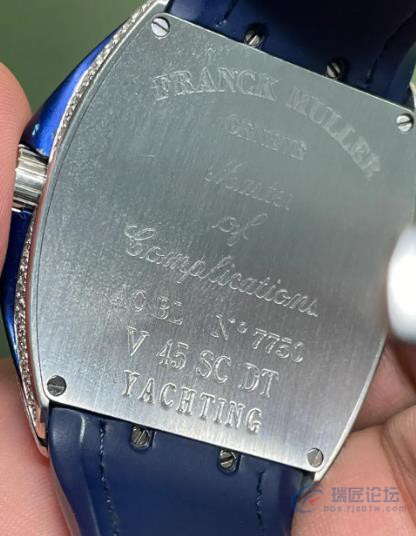 FRANCK MULLER
GENEVE
Master
of
Complications
AC BL N° 7750
V 45 SC DT
YACHTING
瑞匠论坛
bbs.rjzbfw.com